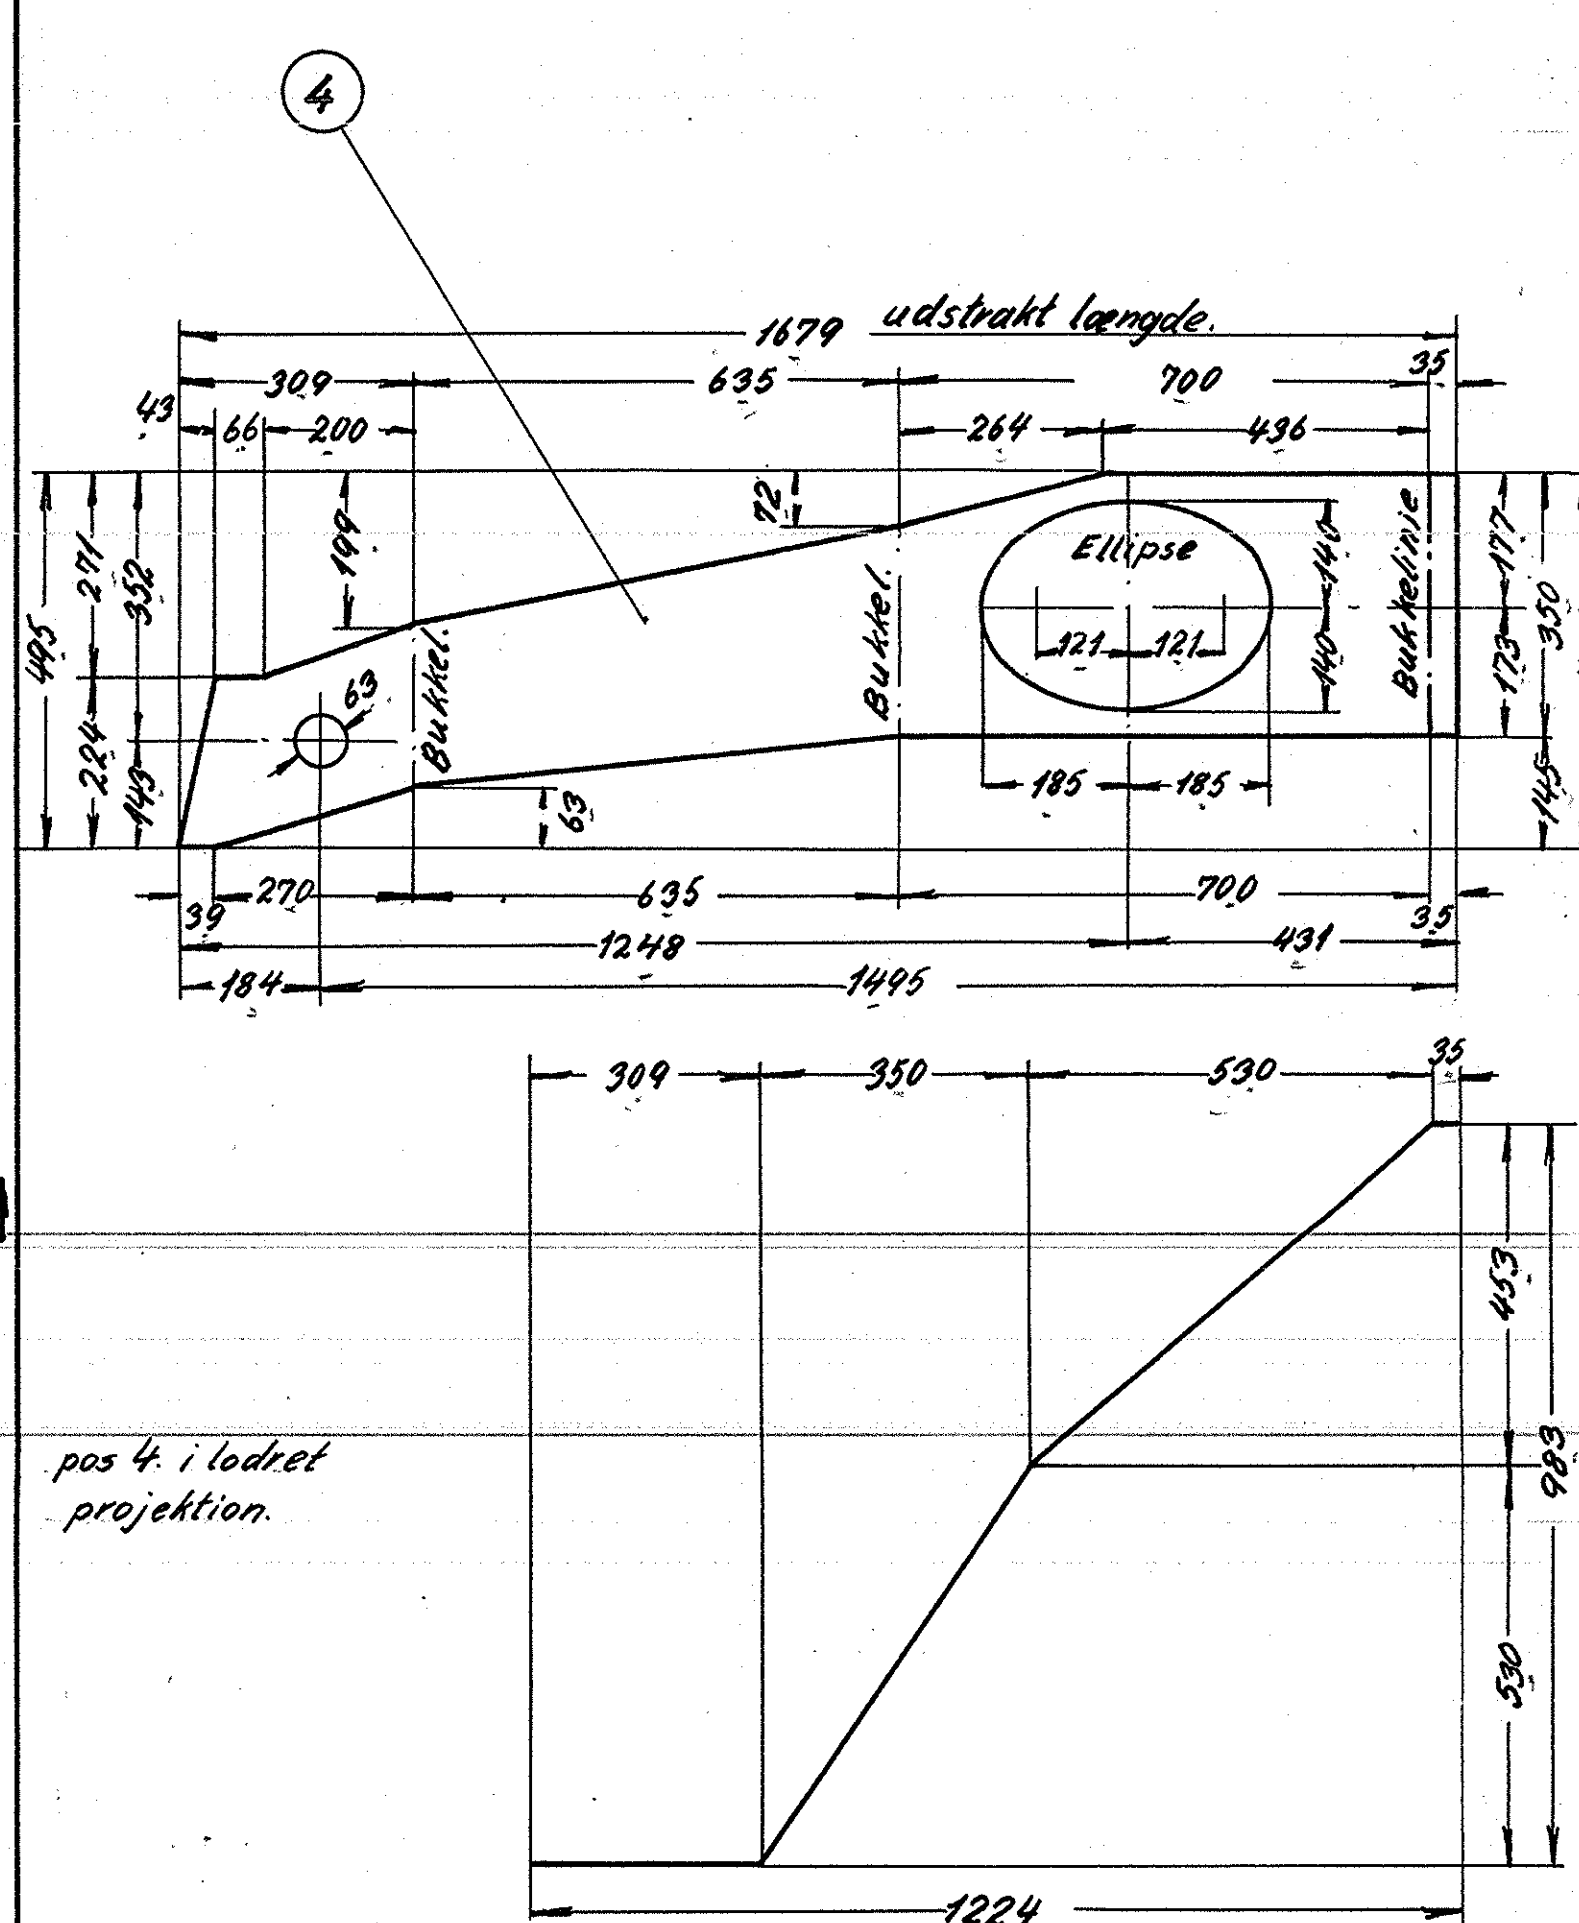 4
udstrakt længde.
1679
309 635 700 35
43 66 200 264 436
495 271 352 199 72 Ellipse 140 Bukkelinie 177 350
Bukkel. Bukkel.
63
121 121 140 173
224 143 63 185 185 145
270 635 700
39 35
1248 431
184 1495
309 350 530 35
453
983
pos 4. i lodret
projektion.
530
1224